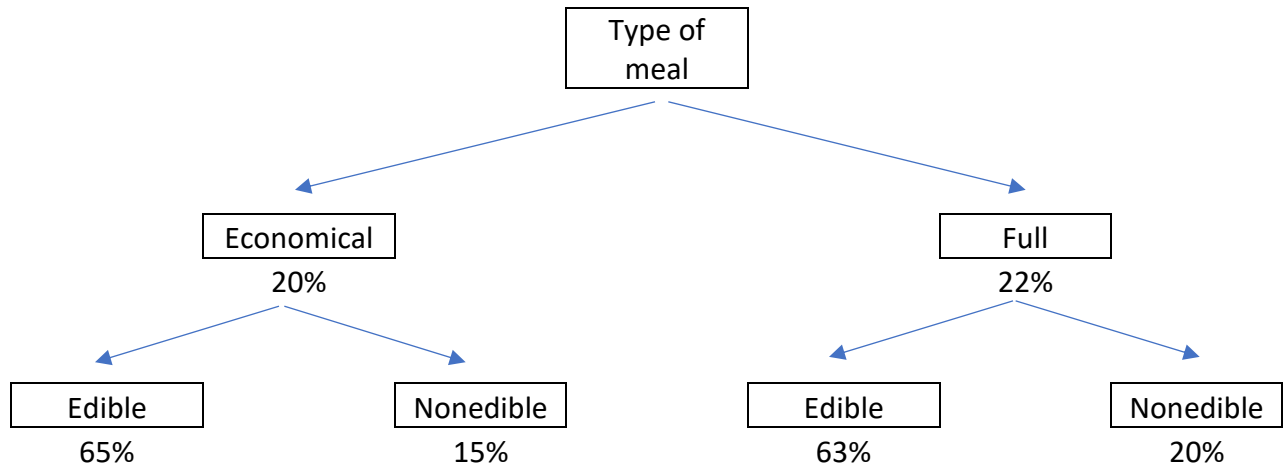 Type of
meal
Economical
Full
20%
22%
Edible
Nonedible
Edible
Nonedible
65%
15%
63%
20%